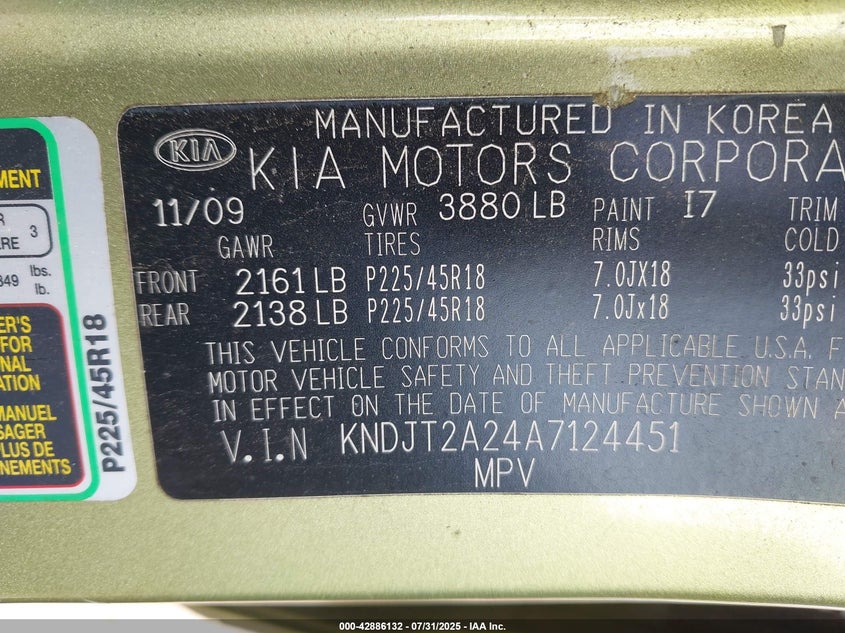 MANUFACTURED IN KOREA
KIA KIA MOTORS CORPORA
11/09 GVWR 3880 LB PAINT I7 TRIM
GAWR TIRES RIMS COLD
FRONT 2161 LB P225/45R18 7.0JX18 33psi
REAR 2138 LB P225/45R18 7.0Jx18 33psi
THIS VEHICLE CONFORMS TO ALL APPLICABLE U.S.A. F
MOTOR VEHICLE SAFETY AND THEFT PREVENTION STAN
IN EFFECT ON THE DATE OF MANUFACTURE SHOWN A
V.I.N KNDJT2A24A7124451
MPV
MENT
R
RE 3
849 lbs.
lb.
ER'S
FOR
NAL
ATION
MANUEL
SAGER
PLUS DE
NEMENTS
P225/45R18
000-42886132 - 07/31/2025 - IAA Inc.